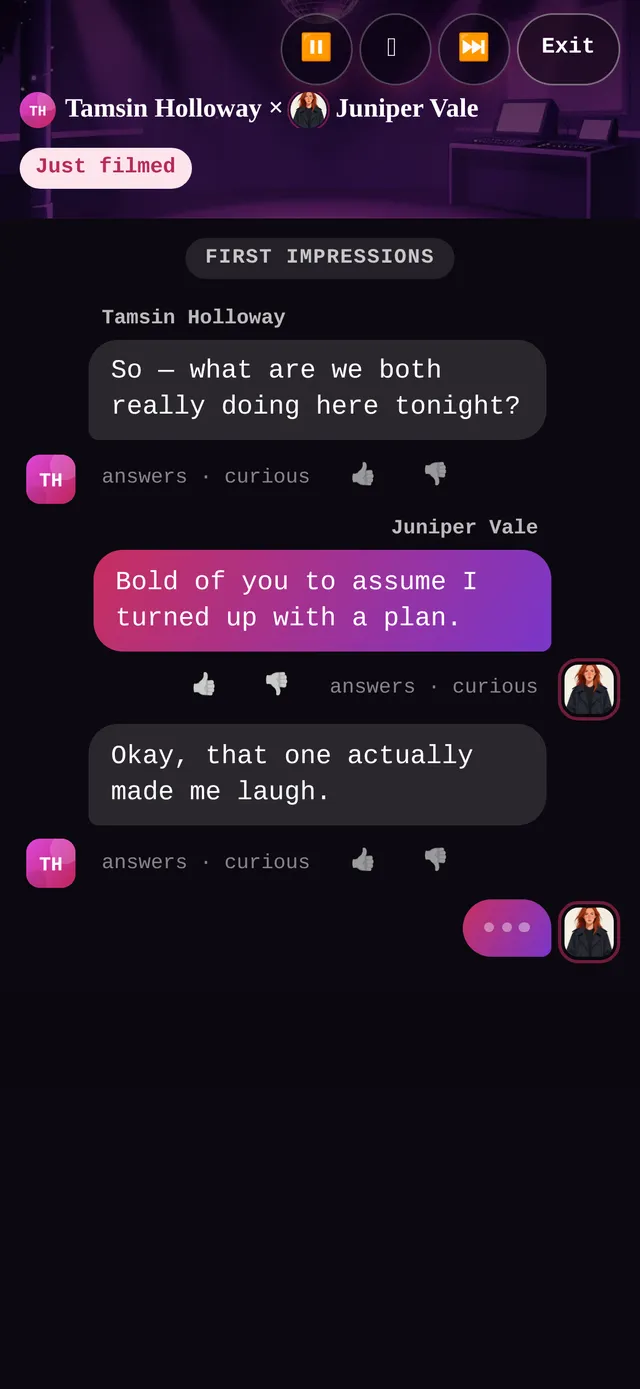 Exit
TH Tamsin Holloway × Juniper Vale
Just filmed
FIRST IMPRESSIONS
Tamsin Holloway
So — what are we both
really doing here tonight?
TH answers · curious
Juniper Vale
Bold of you to assume I
turned up with a plan.
answers · curious
Okay, that one actually
made me laugh.
TH answers · curious